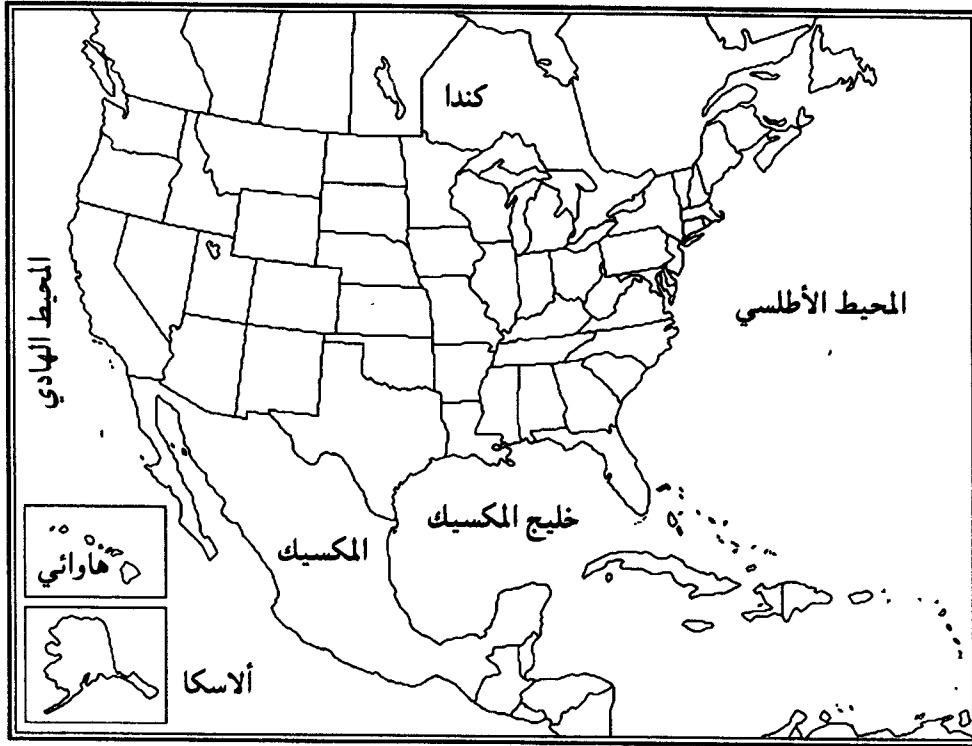 كندا
المحيط الهادي
المحيط الأطلسي
خليج المكسيك
المكسيك
هاوائي
ألاسكا